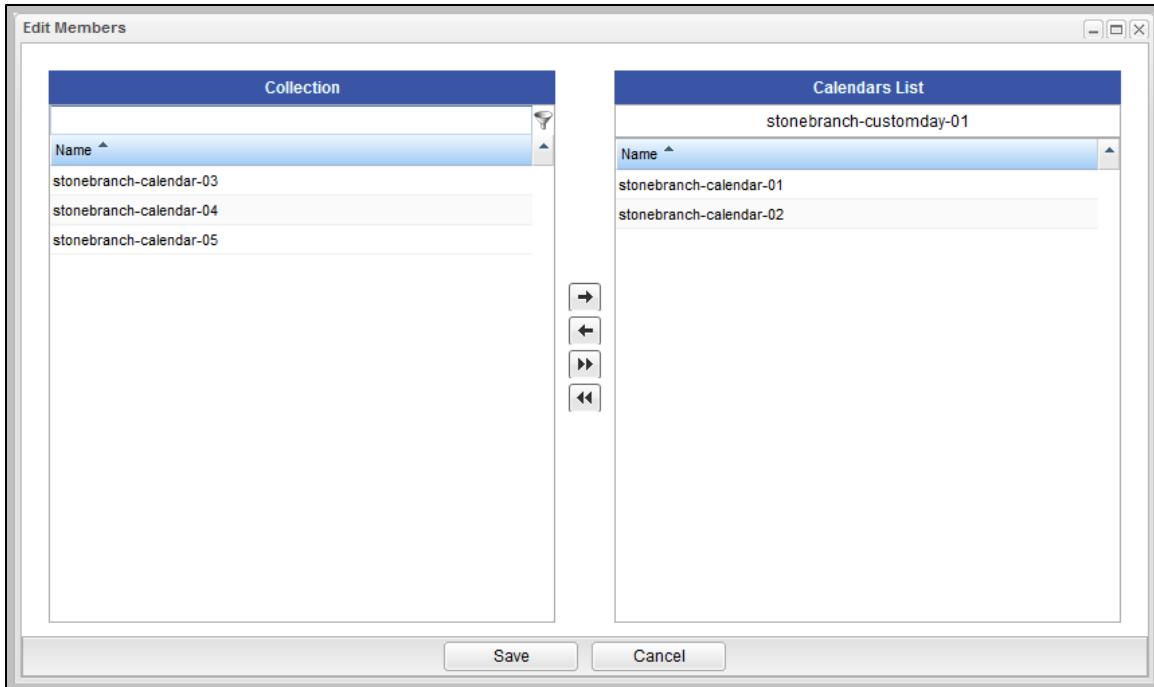 Edit Members
Collection
Name
stonebranch-calendar-03
stonebranch-calendar-04
stonebranch-calendar-05
Calendars List
stonebranch-customday-01
Name
stonebranch-calendar-01
stonebranch-calendar-02
Save
Cancel